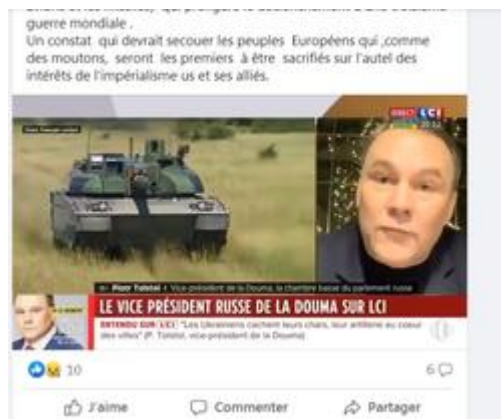 guerre mondiale .
Un constat qui devrait secouer les peuples Européens qui ,comme
des moutons, seront les premiers à être sacrifiés sur l'autel des
intérêts de l'impérialisme us et ses alliés.
DIRECT LCI
20:52
Piotr Tolstoï Vice-président de la Douma, la chambre basse du parlement russe
LE VICE PRÉSIDENT RUSSE DE LA DOUMA SUR LCI
ENTENDU SUR LCI "Les Ukrainiens cachent leurs chars, leur artillerie au coeur
des villes" (P. Tolstoï, vice-président de la Douma)
10
6
J'aime
Commenter
Partager